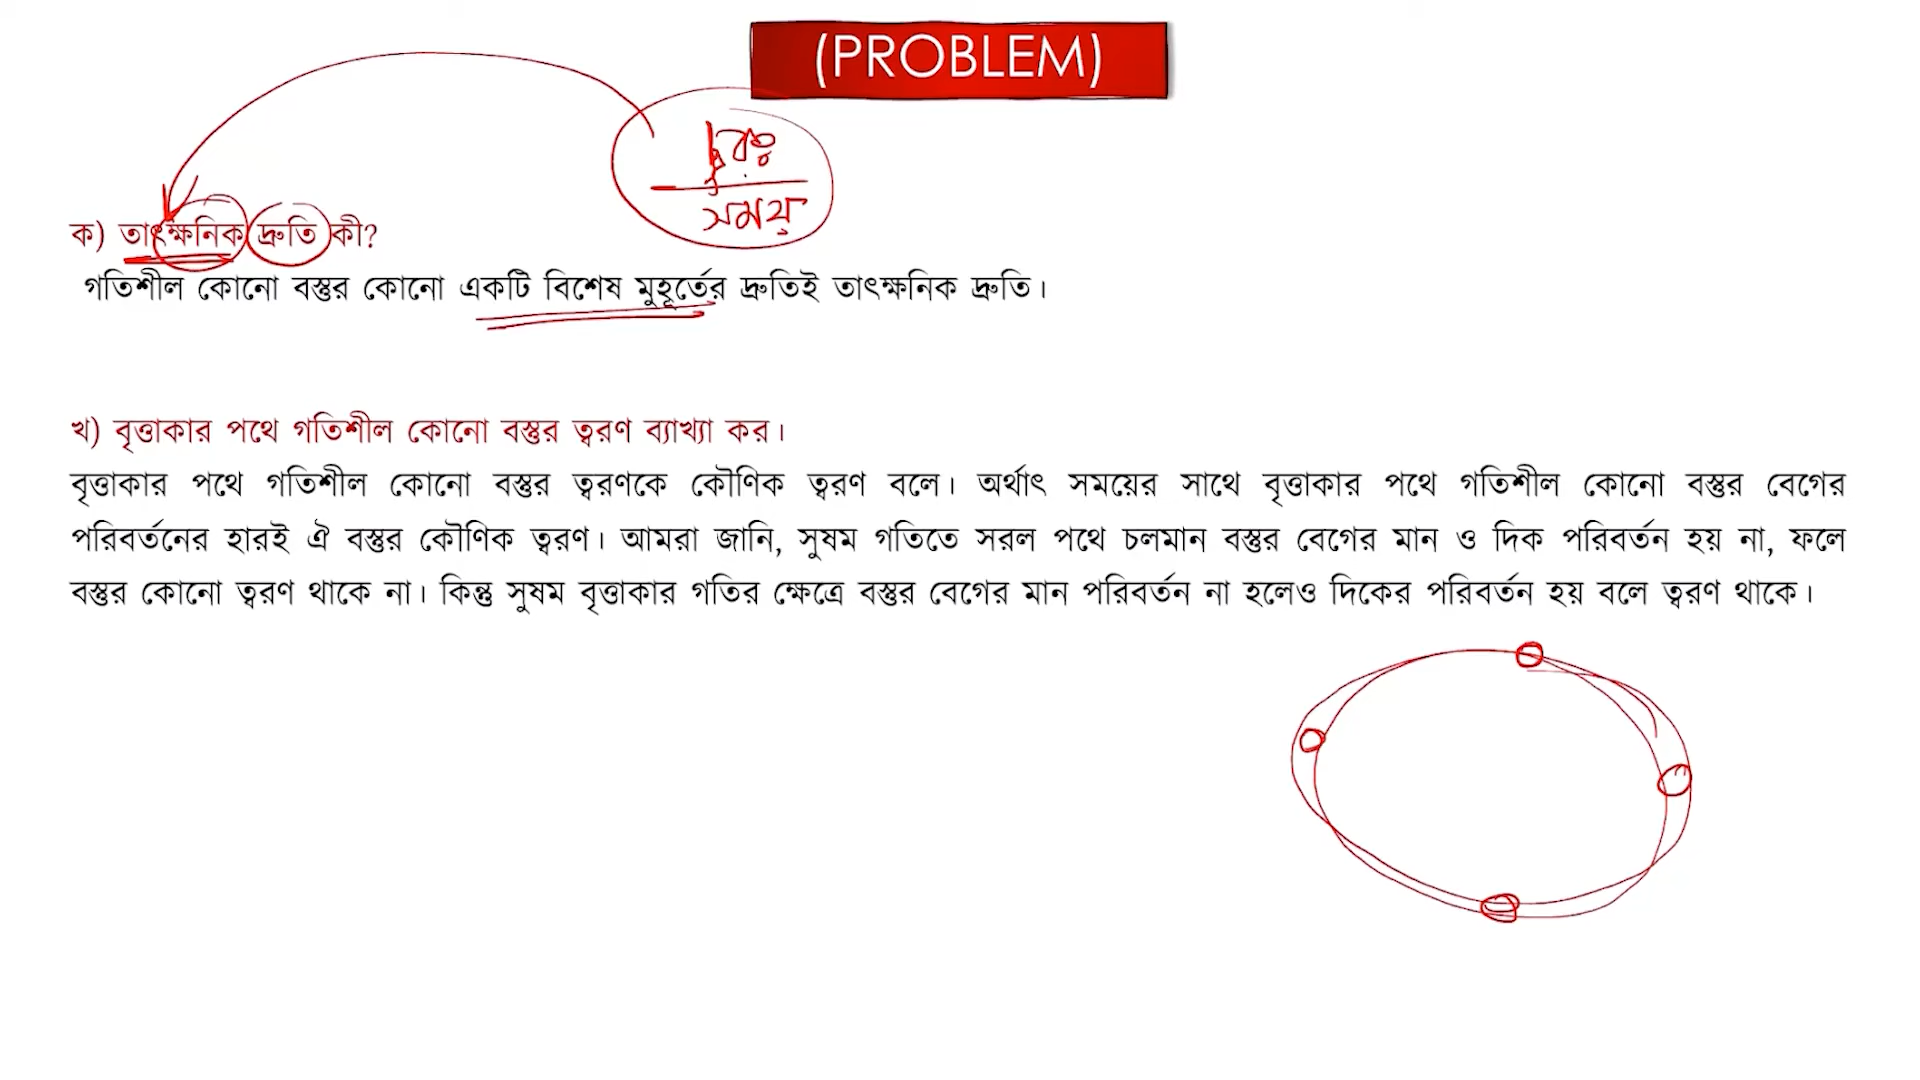 (PROBLEM)
দূরত্ব
সময়
ক) তাৎক্ষনিক দ্রুতি কী?
গতিশীল কোনো বস্তুর কোনো একটি বিশেষ মুহূর্তের দ্রুতিই তাৎক্ষনিক দ্রুতি।
খ) বৃত্তাকার পথে গতিশীল কোনো বস্তুর ত্বরণ ব্যাখ্যা কর।
বৃত্তাকার পথে গতিশীল কোনো বস্তুর ত্বরণকে কৌণিক ত্বরণ বলে। অর্থাৎ সময়ের সাথে বৃত্তাকার পথে গতিশীল কোনো বস্তুর বেগের
পরিবর্তনের হারই ঐ বস্তুর কৌণিক ত্বরণ। আমরা জানি, সুষম গতিতে সরল পথে চলমান বস্তুর বেগের মান ও দিক পরিবর্তন হয় না, ফলে
বস্তুর কোনো ত্বরণ থাকে না। কিন্তু সুষম বৃত্তাকার গতির ক্ষেত্রে বস্তুর বেগের মান পরিবর্তন না হলেও দিকের পরিবর্তন হয় বলে ত্বরণ থাকে।